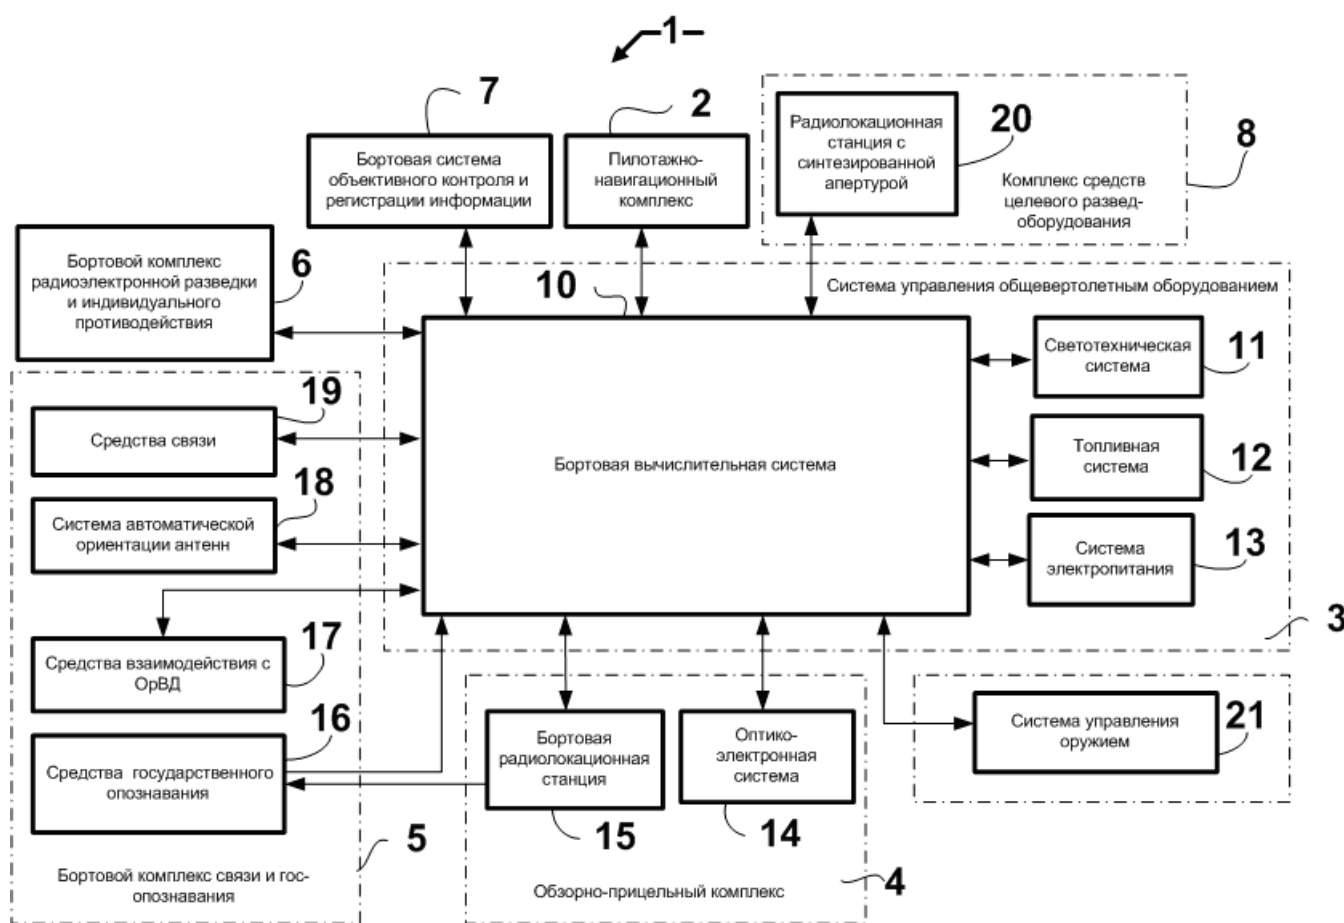 1
7
2
20
8
Бортовая система
объективного контроля и
регистрации информации
Пилотажно-
навигационный
комплекс
Радиолокационная
станция с
синтезированной
апертурой
Комплекс средств
целевого развед-
оборудования
6
Бортовой комплекс
радиоэлектронной разведки
и индивидуального
противодействия
10
Система управления общевертолетным оборудованием
Светотехническая
система
11
19
Средства связи
Бортовая вычислительная система
Топливная
система
12
18
Система автоматической
ориентации антенн
Система
электропитания
13
3
17
Средства взаимодействия с
ОрВД
16
Средства государственного
опознавания
Бортовая
радиолокационная
станция
Оптико-
электронная
система
Система управления
оружием
21
15
14
5
4
Бортовой комплекс связи и гос-
опознавания
Обзорно-прицельный комплекс